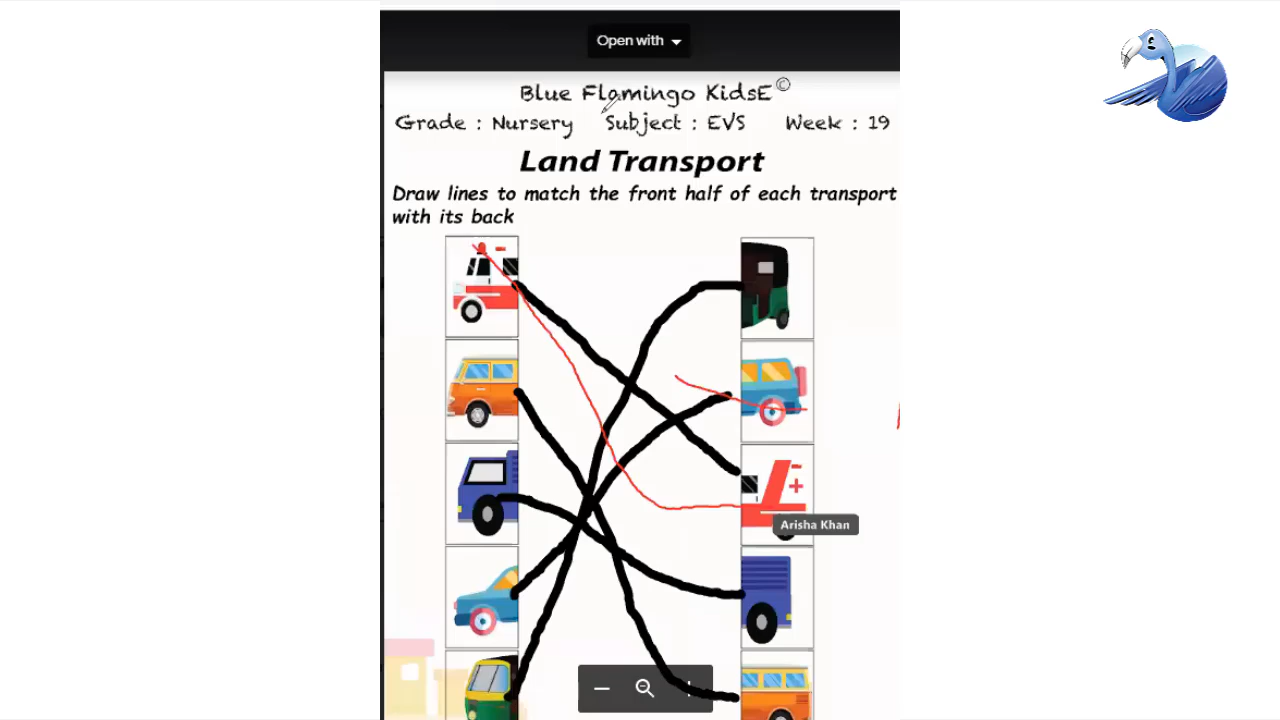 Open with
Blue Flamingo KidsE©
Grade : Nursery Subject : EVS Week : 19
Land Transport
Draw lines to match the front half of each transport
with its back
Arisha Khan